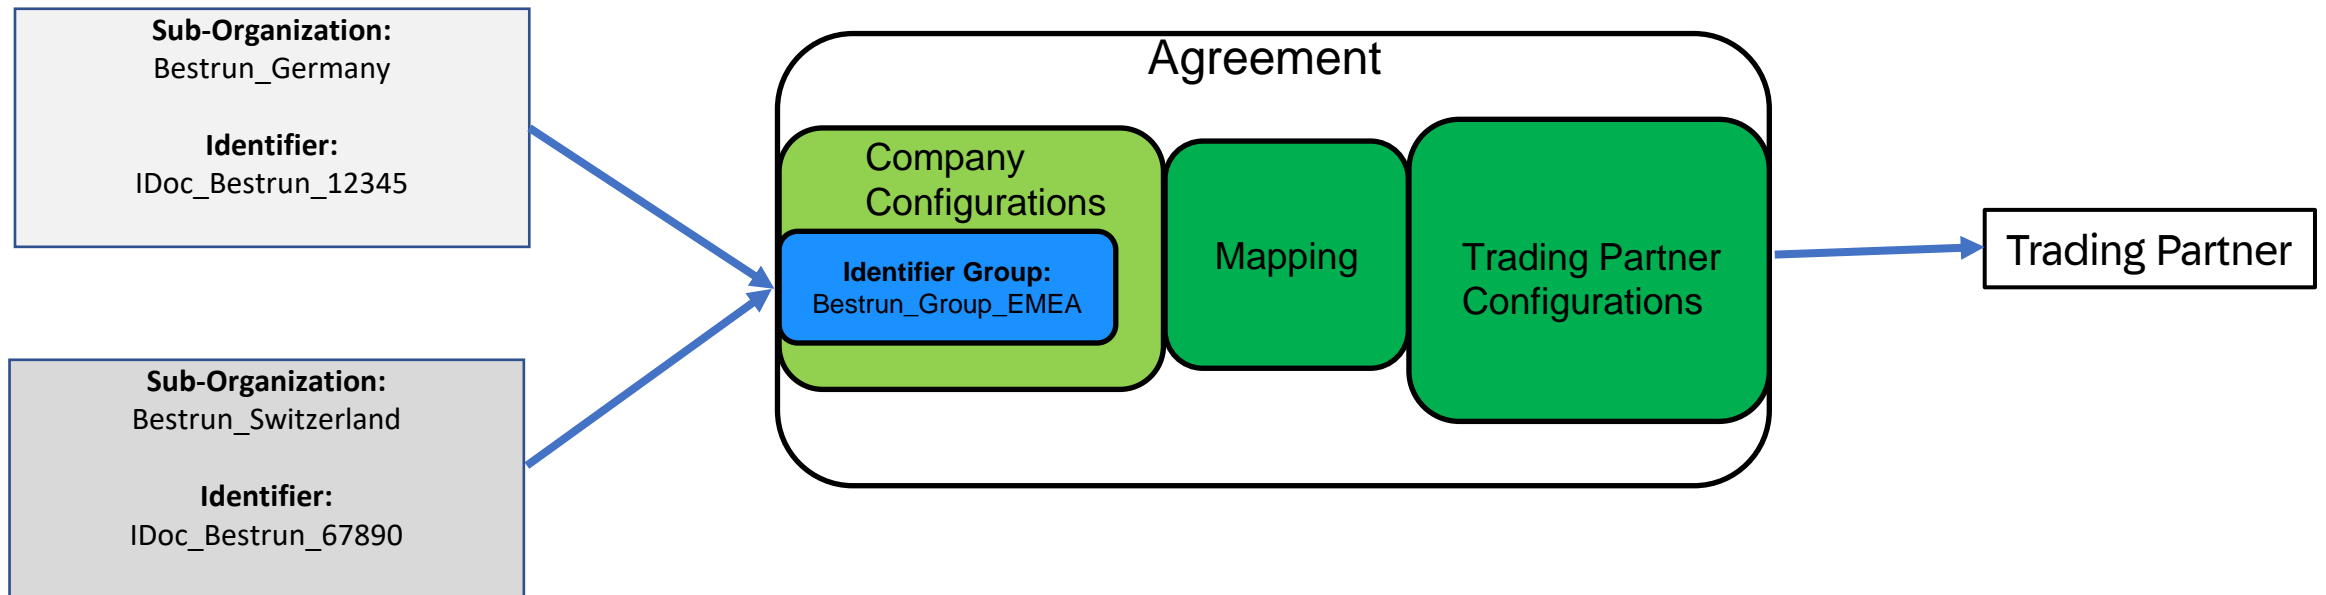 Sub-Organization:
Bestrun_Germany
Identifier:
IDoc_Bestrun_12345
Sub-Organization:
Bestrun_Switzerland
Identifier:
IDoc_Bestrun_67890
Agreement
Company
Configurations
Identifier Group:
Bestrun_Group_EMEA
Mapping
Trading Partner
Configurations
Trading Partner